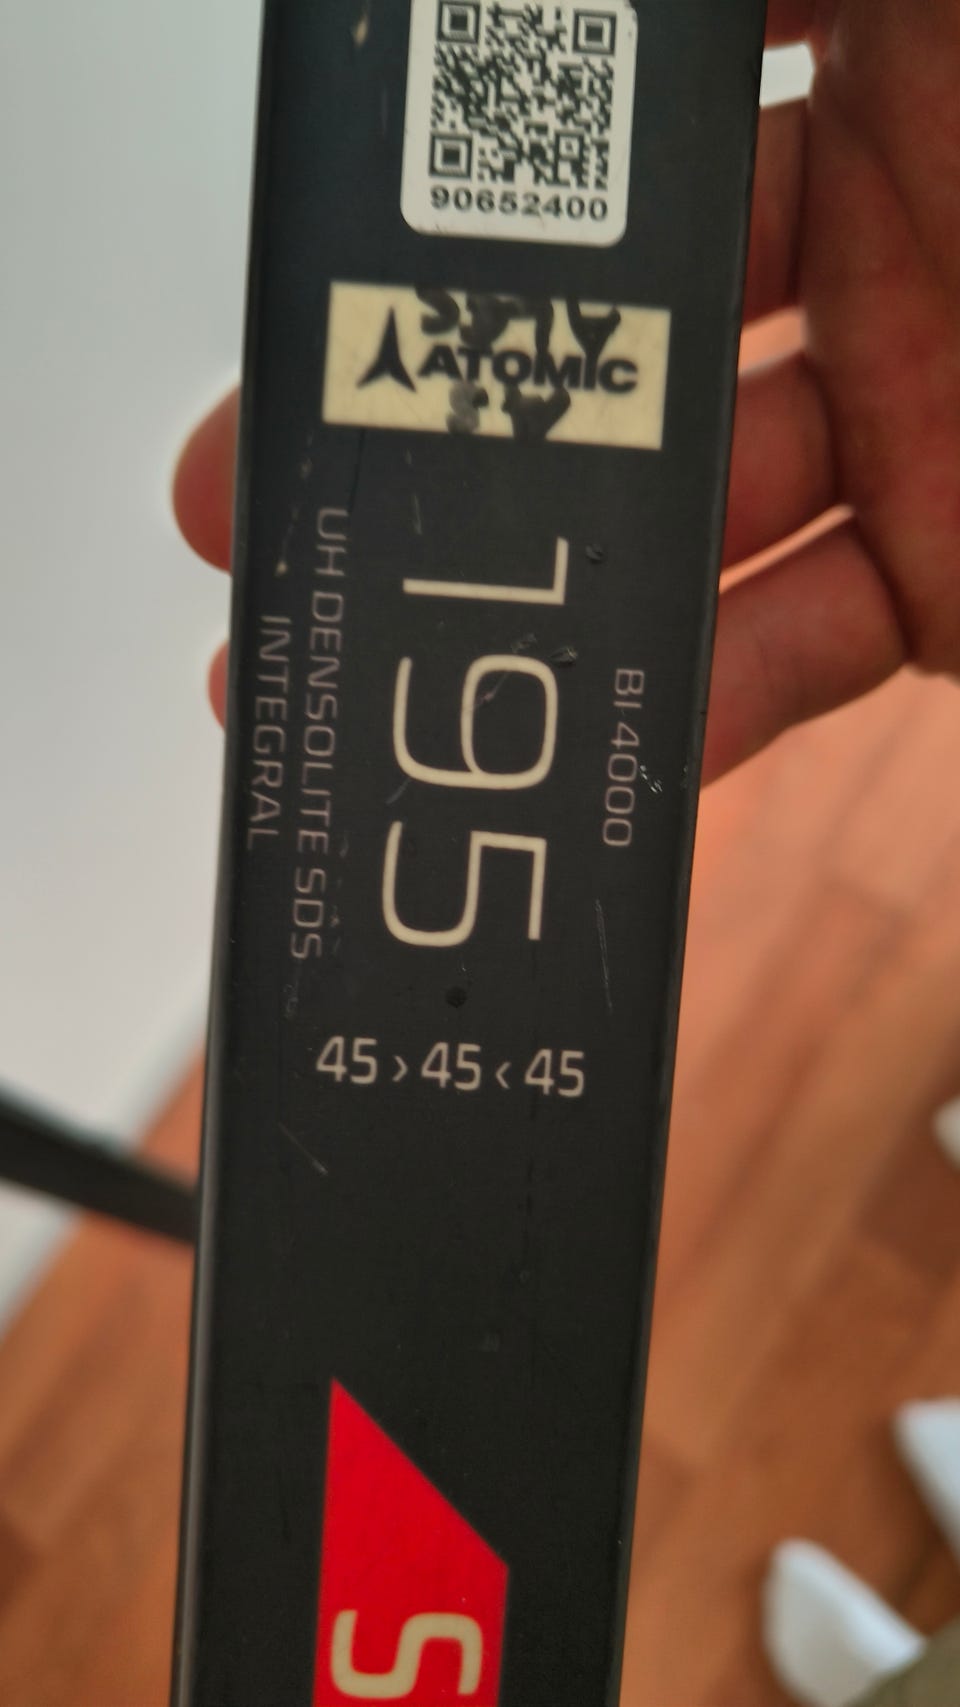 90652400
ATOMIC
BI 4000
195
UH DENSOLITE SDS
INTEGRAL
45 › 45 ‹ 45
S